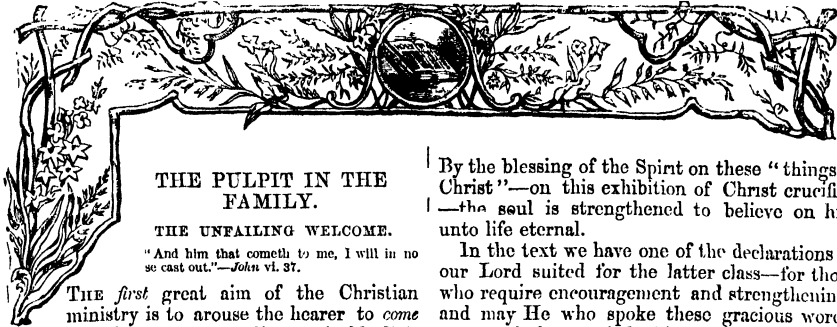 THE PULPIT IN THE
FAMILY.
THE UNFAILING WELCOME.
"And him that cometh to me, I will in no
se cast out."—John vi. 37.
THE first great aim of the Christian
ministry is to arouse the hearer to come
By the blessing of the Spirit on these "things
Christ"—on this exhibition of Christ crucifi
—the soul is strengthened to believe on h
unto life eternal.
In the text we have one of the declarations
our Lord suited for the latter class—for tho
who require encouragement and strengthenin
and may He who spoke these gracious wor